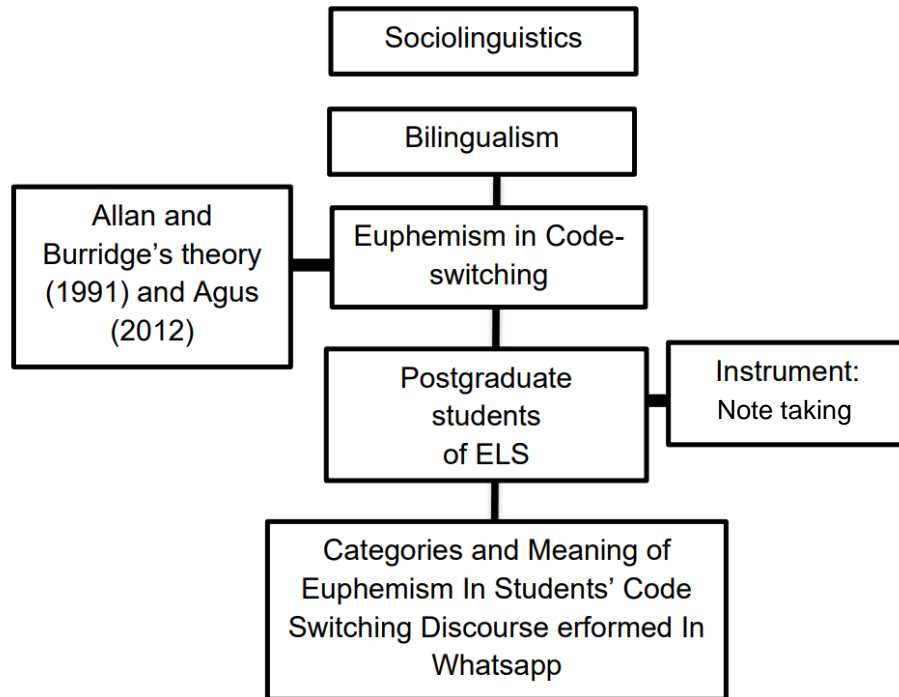 Sociolinguistics
Bilingualism
Allan and
Burridge’s theory
(1991) and Agus
(2012)
Euphemism in Code-
switching
Postgraduate
students
of ELS
Instrument:
Note taking
Categories and Meaning of
Euphemism In Students’ Code
Switching Discourse erformed In
Whatsapp